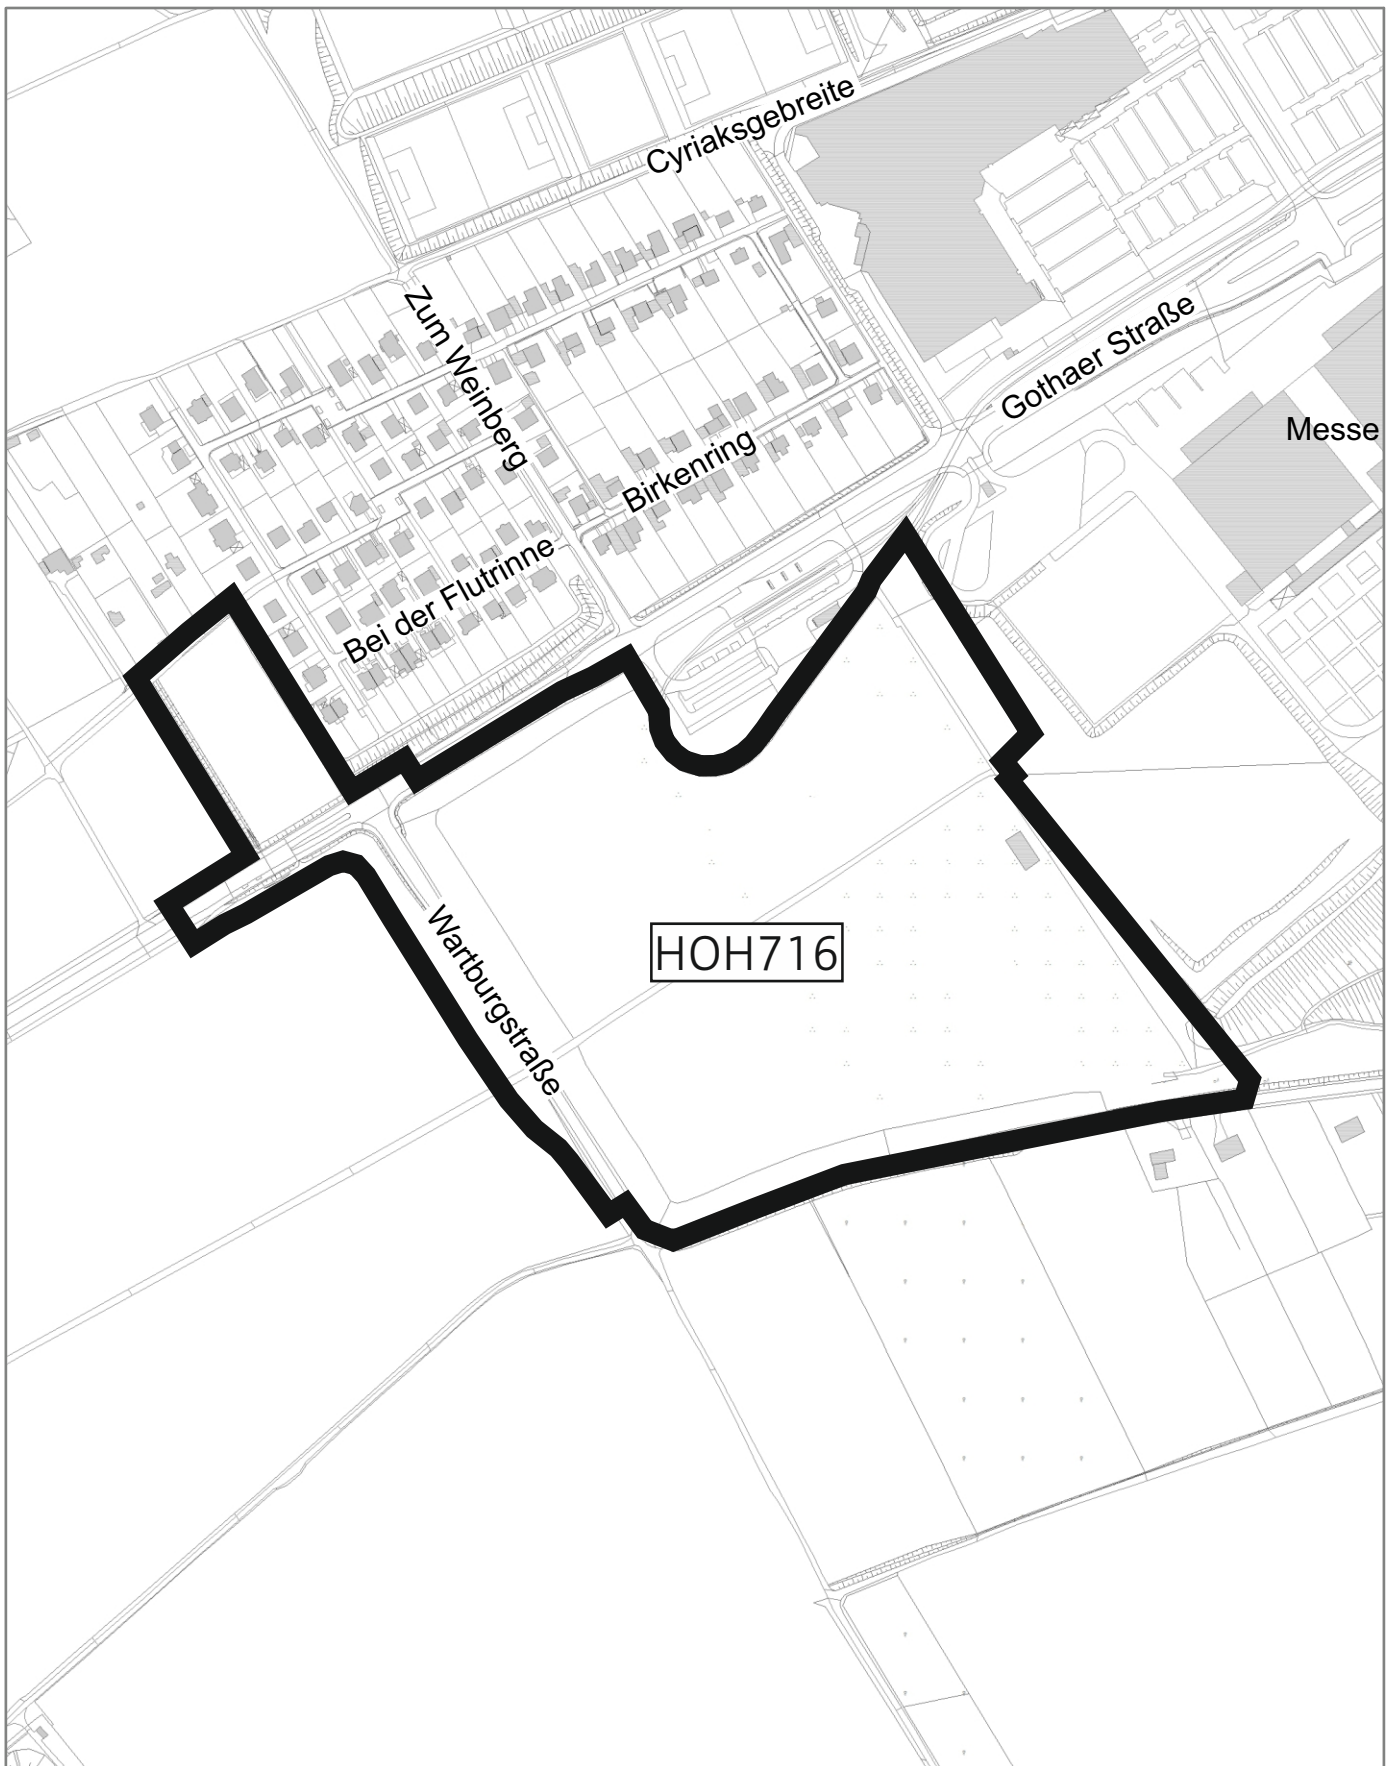 Cyriaksgebreite
Zum Weinberg
Gothaer Straße
Messe
Birkenring
Bei der Flutrinne
Wartburgstraße
HOH716